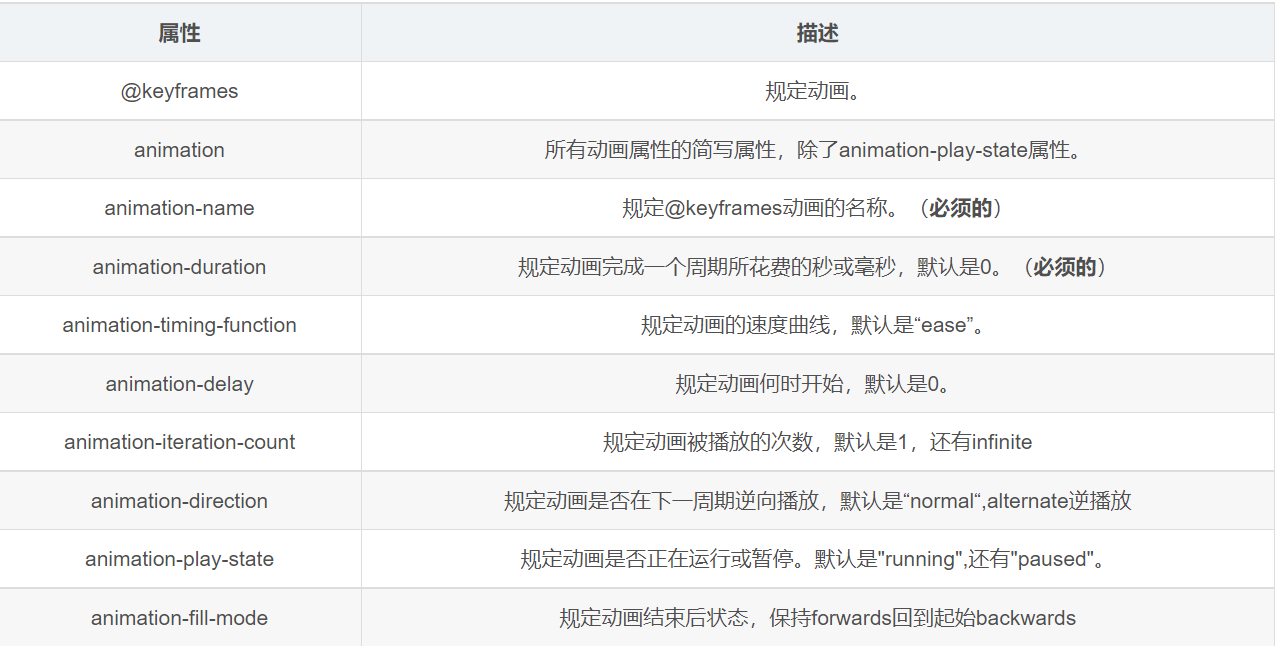 属性 描述
@keyframes 规定动画。
animation 所有动画属性的简写属性，除了animation-play-state属性。
animation-name 规定@keyframes动画的名称。（必须的）
animation-duration 规定动画完成一个周期所花费的秒或毫秒，默认是0。（必须的）
animation-timing-function 规定动画的速度曲线，默认是“ease”。
animation-delay 规定动画何时开始，默认是0。
animation-iteration-count 规定动画被播放的次数，默认是1，还有infinite
animation-direction 规定动画是否在下一周期逆向播放，默认是“normal“,alternate逆播放
animation-play-state 规定动画是否正在运行或暂停。默认是"running",还有"paused"。
animation-fill-mode 规定动画结束后状态，保持forwards回到起始backwards